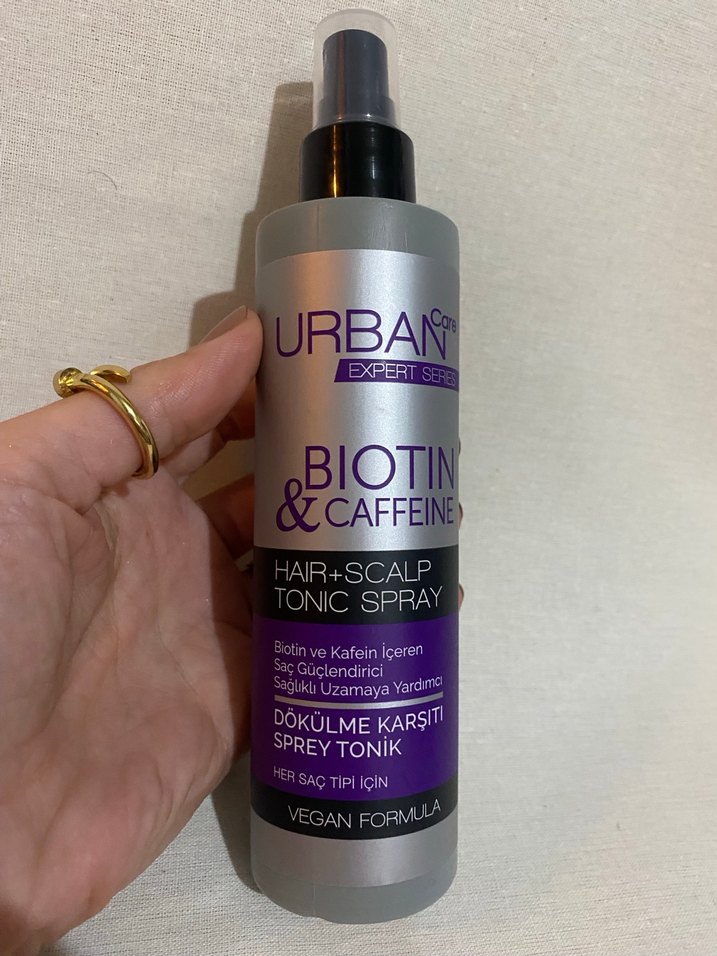 URBAN Care
EXPERT SERIES
BIOTIN
& CAFFEINE
HAIR+SCALP
TONIC SPRAY
Biotin ve Kafein İçeren
Saç Güçlendirici
Sağlıklı Uzamaya Yardımcı
DÖKÜLME KARŞITI
SPREY TONİK
HER SAÇ TİPİ İÇİN
VEGAN FORMULA